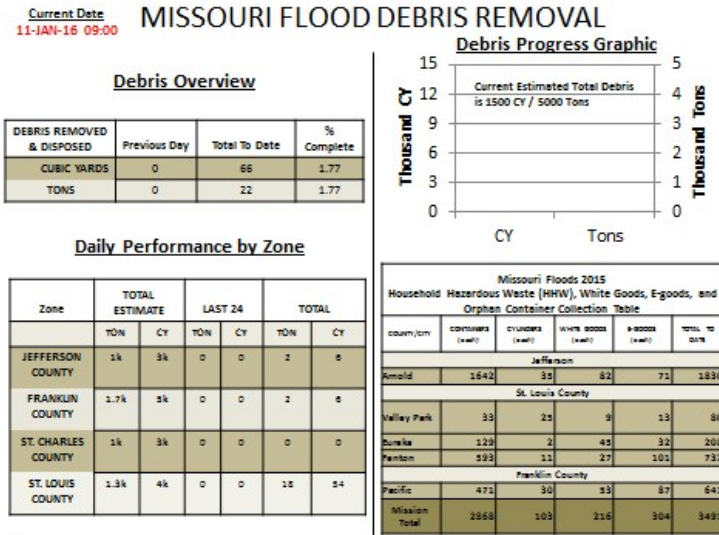 Current Date
11-JAN-16 09:00
MISSOURI FLOOD DEBRIS REMOVAL
Debris Overview
DEBRIS REMOVED & DISPOSED Previous Day Total To Date % Complete
CUBIC YARDS 0 66 1.77
TONS 0 22 1.77
Daily Performance by Zone
Zone TOTAL ESTIMATE LAST 24 TOTAL
TON CY TON CY TON CY
JEFFERSON COUNTY 1k 3k 0 0 2 6
FRANKLIN COUNTY 1.7k 5k 0 0 2 6
ST. CHARLES COUNTY 1k 3k 0 0 0 0
ST. LOUIS COUNTY 1.3k 4k 0 0 18 54
Debris Progress Graphic
Current Estimated Total Debris
is 1500 CY / 5000 Tons
Thousand CY
15
12
9
6
3
0
Thousand Tons
5
4
3
2
1
0
CY Tons
Missouri Floods 2015
Household Hazardous Waste (HHW), White Goods, E-goods, and
Orphan Container Collection Table
COUNTY/CITY CONTAINERS (each) CYLINDERS (each) WHITE GOODS (each) E-GOODS (each) TOTAL TO DATE
Jefferson
Arnold 1642 35 82 71 1830
St. Louis County
Valley Park 33 25 9 13
Eureka 129 2 45 32
Fenton 593 11 27 101
Franklin County
Pacific 471 30 53 87
Mission Total 2868 103 216 304